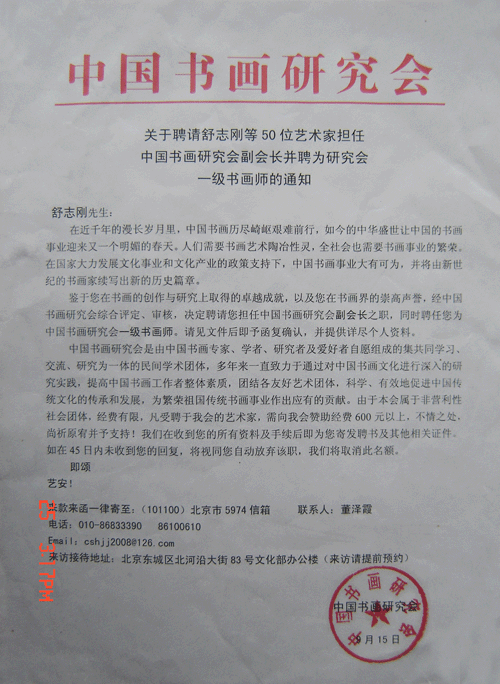 中国书画研究会
关于聘请舒志刚等 50 位艺术家担任
中国书画研究会副会长并聘为研究会
一级书画师的通知
舒志刚先生：
在近千年的漫长岁月里，中国书画历尽崎岖艰难前行，如今的中华盛世让中国的书画
事业迎来又一个明媚的春天。人们需要书画艺术陶冶性灵，全社会也需要书画事业的繁荣。
在国家大力发展文化事业和文化产业的政策支持下，中国书画事业大有可为，并将由新世
纪的书画家续写出新的历史篇章。
鉴于您在书画的创作与研究上取得的卓越成就，以及您在书画界的崇高声誉，经中国
书画研究会综合评定、审核，决定聘请您担任中国书画研究会副会长之职，同时聘任您为
中国书画研究会一级书画师。请见文件后即予函复确认，并提供详尽个人资料。
中国书画研究会是由中国书画专家、学者、研究者及爱好者自愿组成的集共同学习、
交流、研究为一体的民间学术团体，多年来一直致力于通过对中国书画文化进行深入的研
究实践，提高中国书画工作者整体素质，团结各友好艺术团体，科学、有效地促进中国传
统文化的传承和发展，为繁荣祖国传统书画事业作出应有的贡献。由于本会属于非营利性
社会团体，经费有限，凡受聘于我会的艺术家，需向我会赞助经费 600 元以上，不情之处，
尚祈原宥并予支持！我们在收到您的所有资料及手续后即为您寄发聘书及其他相关证件。
如在 45 日内未收到您的回复，将视同您自动放弃该职，我们将取消此名额。
即颂
艺安！
来款来函一律寄至：（101100）北京市 5974 信箱 联系人：董泽霞
电话：010-86833390 86100610
Email：cshjj2008@126.com
来访接待地址：北京东城区北河沿大街 83 号文化部办公楼（来访请提前预约）
中国书画研究会
9 月 15 日
中国书画研究会
25 3:17PM